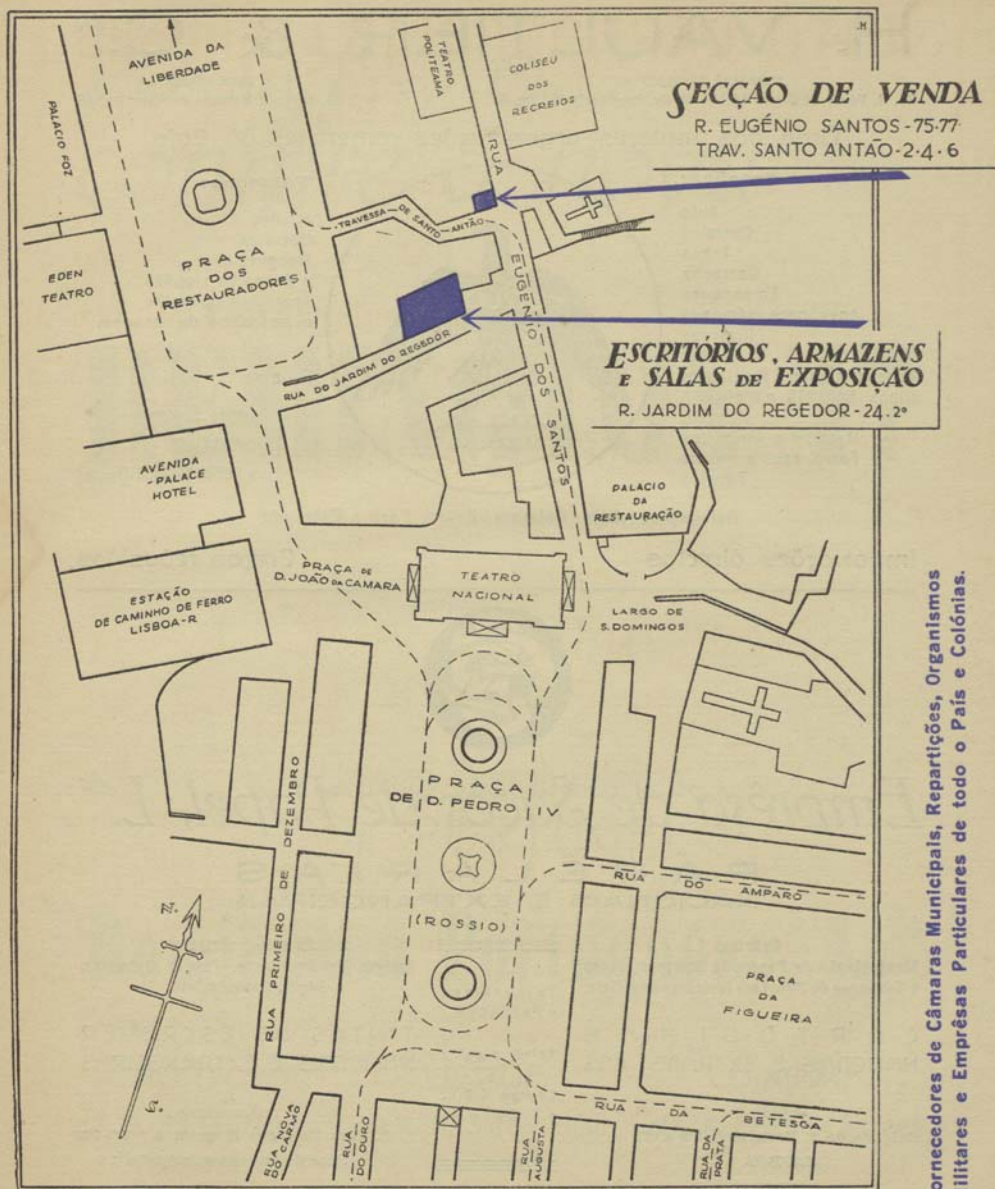 AVENIDA DA
LIBERDADE
PALACIO FOZ
TEATRO
POLITEAMA
COLISEU
DOS
RECREIOS
SECÇÃO DE VENDA
R. EUGÉNIO SANTOS-75-77
TRAV. SANTO ANTÃO-2-4-6
RUA EUGENIO DOS SANTOS
TRAVESSA DE SANTO ANTÃO
PRAÇA
DOS
RESTAURADORES
EDEN
TEATRO
RUA DO JARDIM DO REGEDOR
ESCRITÓRIOS, ARMAZENS
E SALAS DE EXPOSIÇÃO
R. JARDIM DO REGEDOR-24.2º
AVENIDA
-PALACE
HOTEL
PALACIO
DA
RESTAURAÇÃO
PRAÇA DE
D. JOÃO DA CAMARA
TEATRO
NACIONAL
ESTAÇÃO
DE CAMINHO DE FERRO
LISBOA-R
LARGO DE
S. DOMINGOS
PRAÇA
DE D. PEDRO IV
(ROSSIO)
RUA PRIMEIRO DE DEZEMBRO
RUA DO AMPARO
PRAÇA
DA
FIGUEIRA
RUA DA BETESGA
RUA NOVA
DO CARMO
RUA
DO OURO
RUA
AUGUSTA
RUA DA
PRATA
N.
ornecedores de Câmaras Municipais, Repartições, Organismos
ilitares e Emprêsas Particulares de todo o País e Colónias.